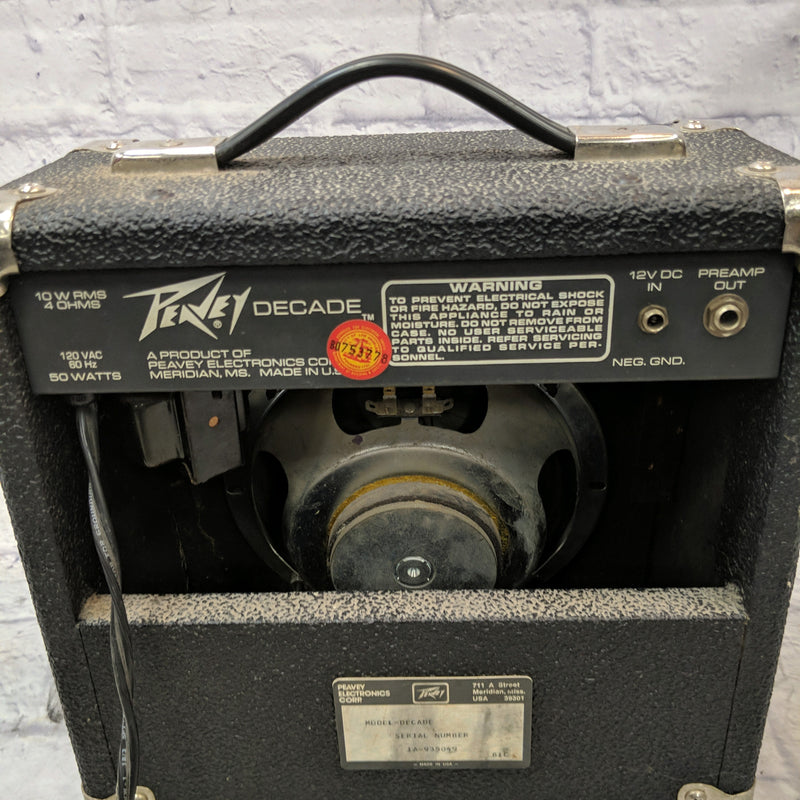 10 W RMS
4 OHMS
PEAVEY® DECADE™
120 VAC
60 Hz
50 WATTS
A PRODUCT OF
PEAVEY ELECTRONICS COR
MERIDIAN, MS. MADE IN U.S
WARNING
TO PREVENT ELECTRICAL SHOCK
OR FIRE HAZARD, DO NOT EXPOSE
THIS APPLIANCE TO RAIN OR
MOISTURE. DO NOT REMOVE FROM
CASE. NO USER SERVICEABLE
PARTS INSIDE. REFER SERVICING
TO QUALIFIED SERVICE PER-
SONNEL.
12V DC
IN
PREAMP
OUT
NEG. GND.
PEAVEY
ELECTRONICS
CORP.
PEAVEY
711 A Street
Meridian, Miss.
USA 39301
MODEL-DECADE
SERIAL NUMBER
MADE IN USA